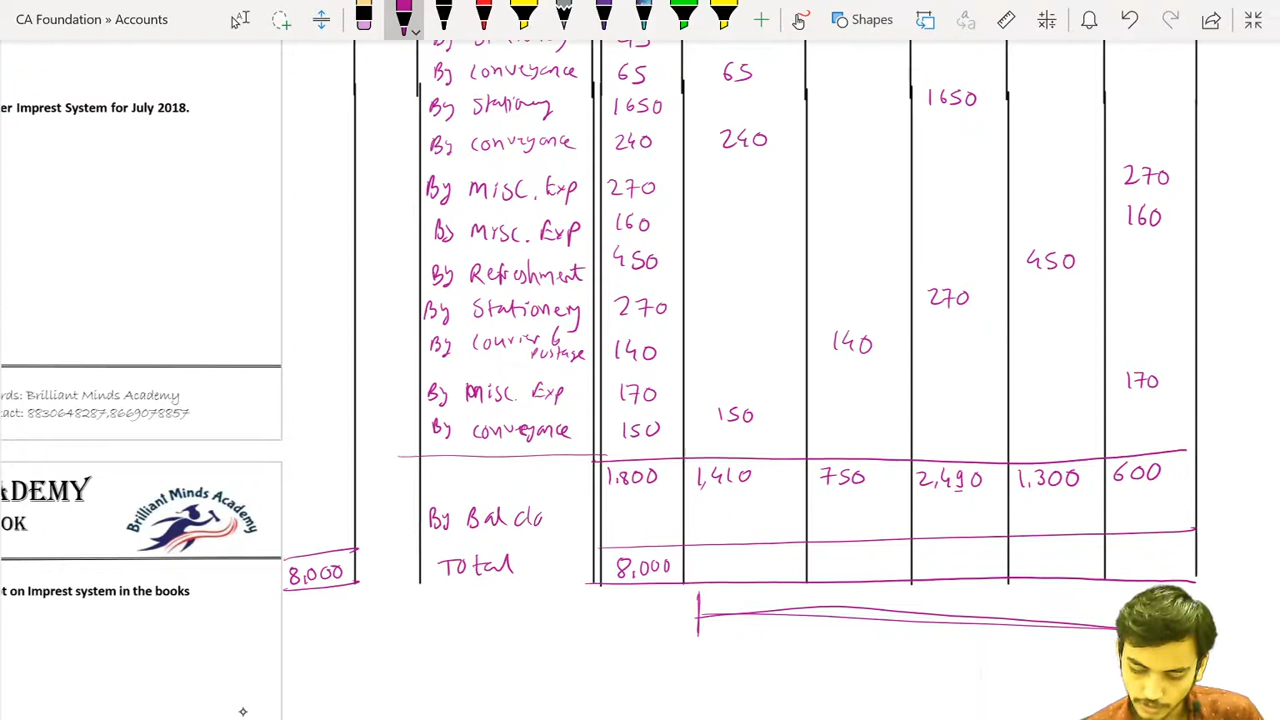 CA Foundation » Accounts
Shapes
By conveyance 65 65
er Imprest System for July 2018.
By Stationery 1650 1650
By conveyance 240 240
By Misc. Exp 270 270
By Misc. Exp 160 160
By Refreshment 450 450
By Stationery 270 270
By Courier & Postage 140 140
By Misc. Exp 170 170
By conveyance 150 150
rds: Brilliant Minds Academy
tact: 8830648287,8669078857
1,800 1,410 750 2,490 1,300 600
ADEMY
OK
Brilliant Minds Academy
By Bal c/d
8,000 Total 8,000
t on Imprest system in the books